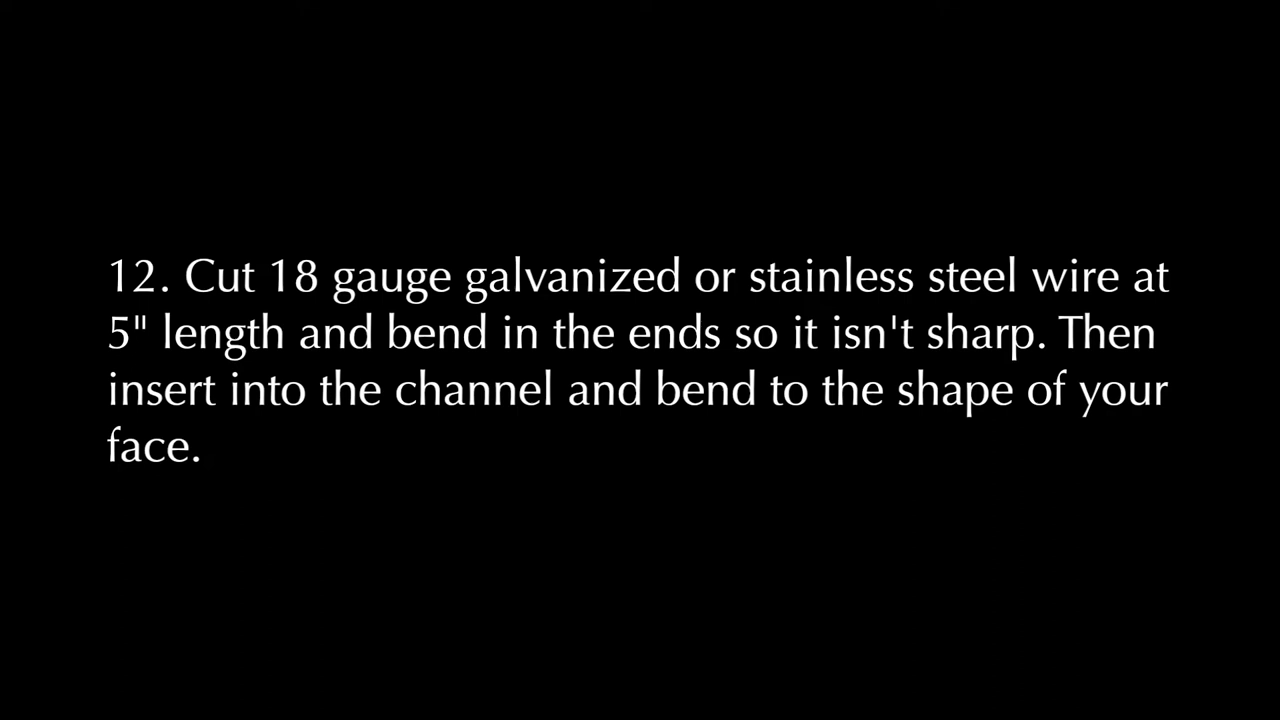 12. Cut 18 gauge galvanized or stainless steel wire at
5" length and bend in the ends so it isn't sharp. Then
insert into the channel and bend to the shape of your
face.